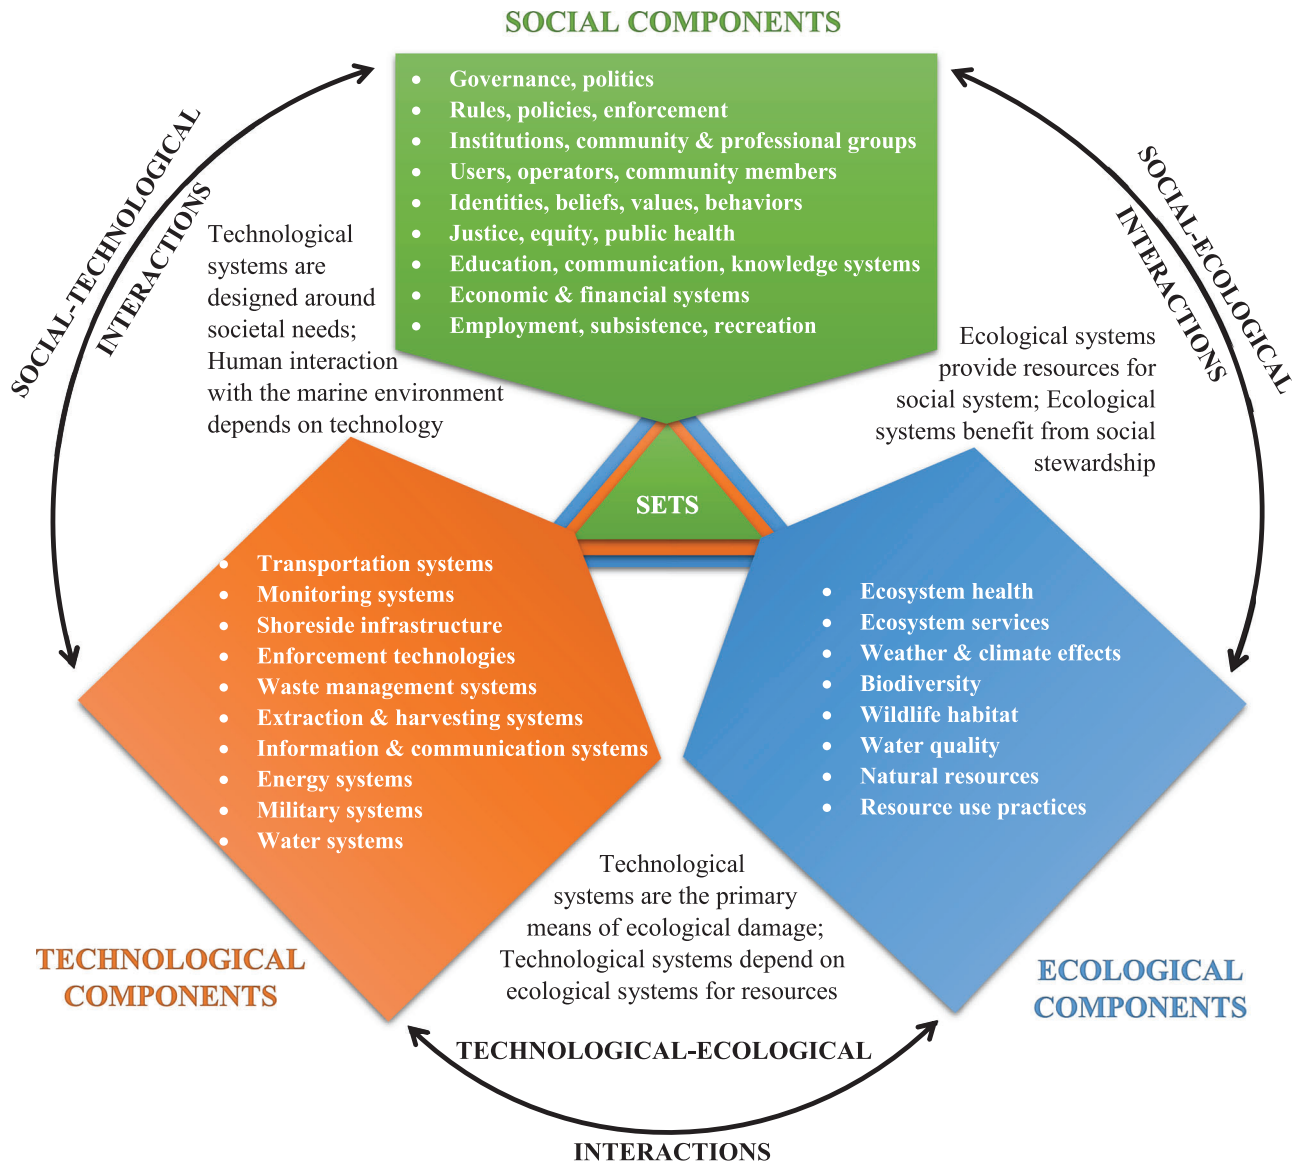 SOCIAL COMPONENTS
• Governance, politics
• Rules, policies, enforcement
• Institutions, community & professional groups
• Users, operators, community members
• Identities, beliefs, values, behaviors
• Justice, equity, public health
• Education, communication, knowledge systems
• Economic & financial systems
• Employment, subsistence, recreation
SOCIAL-TECHNOLOGICAL
INTERACTIONS
Technological
systems are
designed around
societal needs;
Human interaction
with the marine environment
depends on technology
SOCIAL-ECOLOGICAL
INTERACTIONS
Ecological systems
provide resources for
social system; Ecological
systems benefit from social
stewardship
SETS
• Transportation systems
• Monitoring systems
• Shoreside infrastructure
• Enforcement technologies
• Waste management systems
• Extraction & harvesting systems
• Information & communication systems
• Energy systems
• Military systems
• Water systems
TECHNOLOGICAL
COMPONENTS
• Ecosystem health
• Ecosystem services
• Weather & climate effects
• Biodiversity
• Wildlife habitat
• Water quality
• Natural resources
• Resource use practices
ECOLOGICAL
COMPONENTS
Technological
systems are the primary
means of ecological damage;
Technological systems depend on
ecological systems for resources
TECHNOLOGICAL-ECOLOGICAL
INTERACTIONS